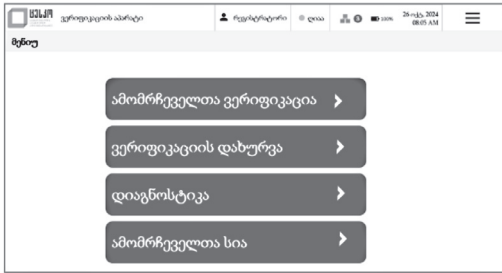 ცესკო ვერიფიკაციის აპარატი რეგისტრატორი ღიაა 100% 26 ოქტ. 2024
08:05 AM
მენიუ
ამომრჩეველთა ვერიფიკაცია
ვერიფიკაციის დახურვა
დიაგნოსტიკა
ამომრჩეველთა სია